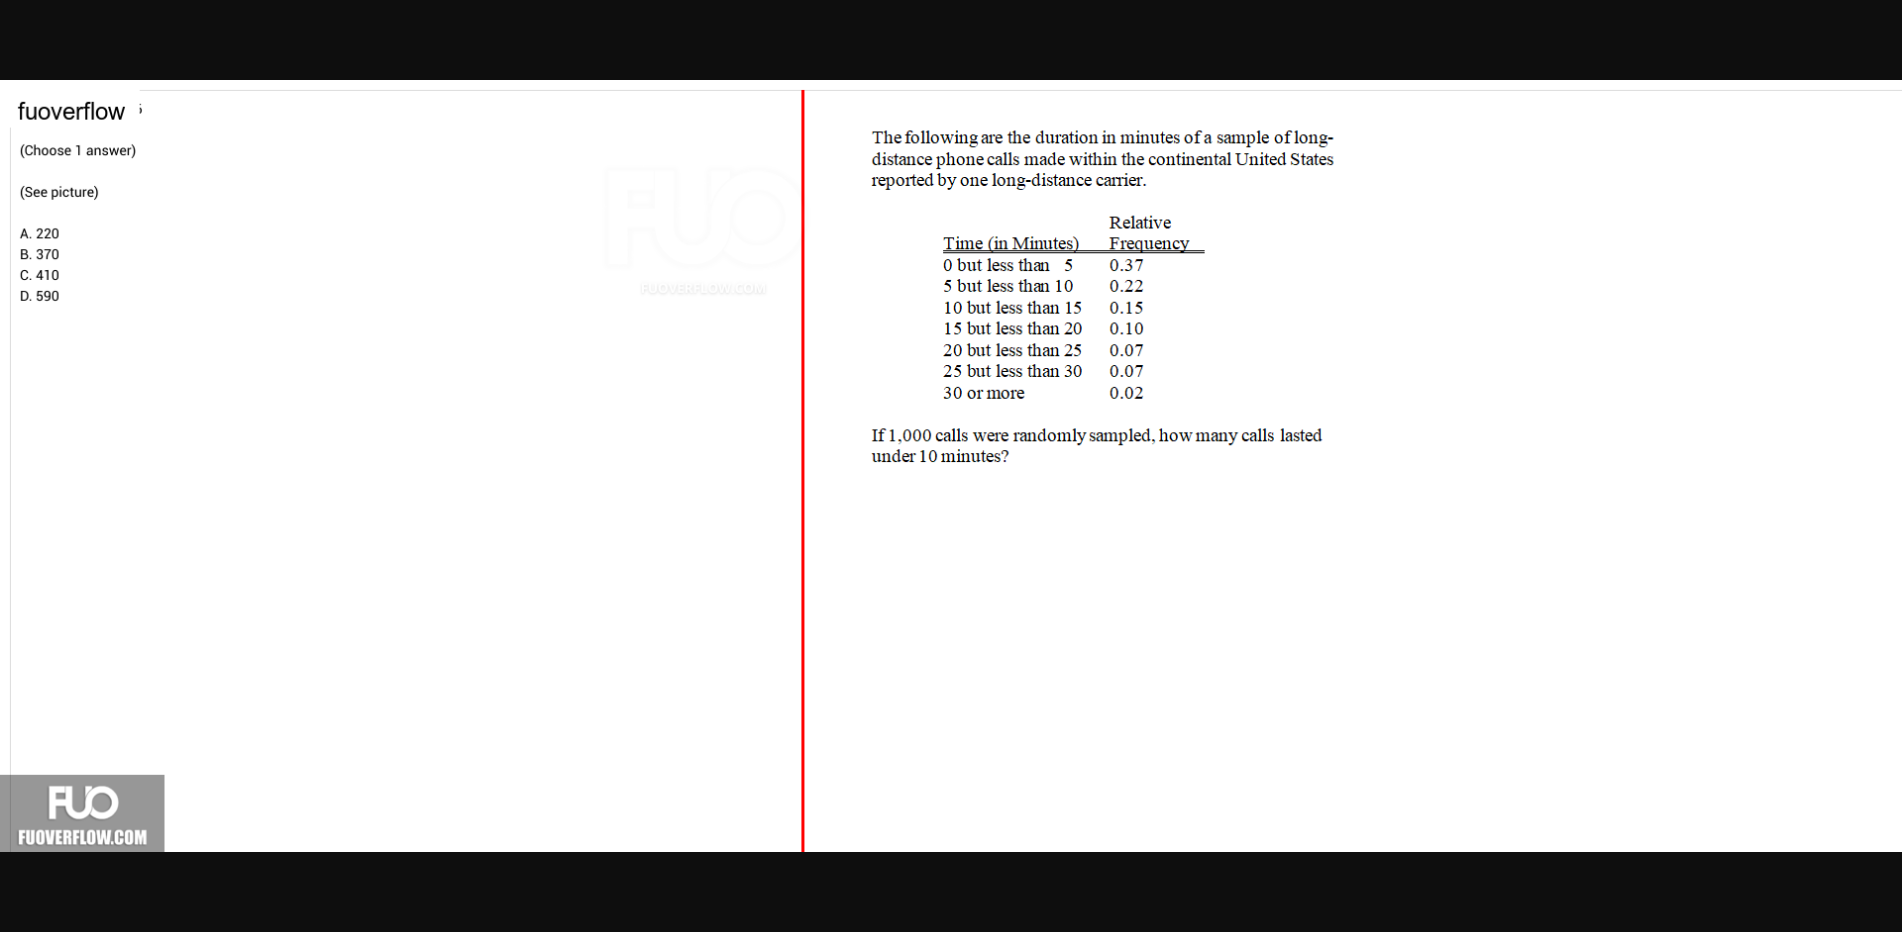 fuoverflow
(Choose 1 answer)
(See picture)
A. 220
B. 370
C. 410
D. 590
FUO
FUOVERFLOW.COM
The following are the duration in minutes of a sample of long-
distance phone calls made within the continental United States
reported by one long-distance carrier.
Relative
Time (in Minutes) Frequency
0 but less than 5 0.37
5 but less than 10 0.22
10 but less than 15 0.15
15 but less than 20 0.10
20 but less than 25 0.07
25 but less than 30 0.07
30 or more 0.02
If 1,000 calls were randomly sampled, how many calls lasted
under 10 minutes?
FUO
FUOVERFLOW.COM